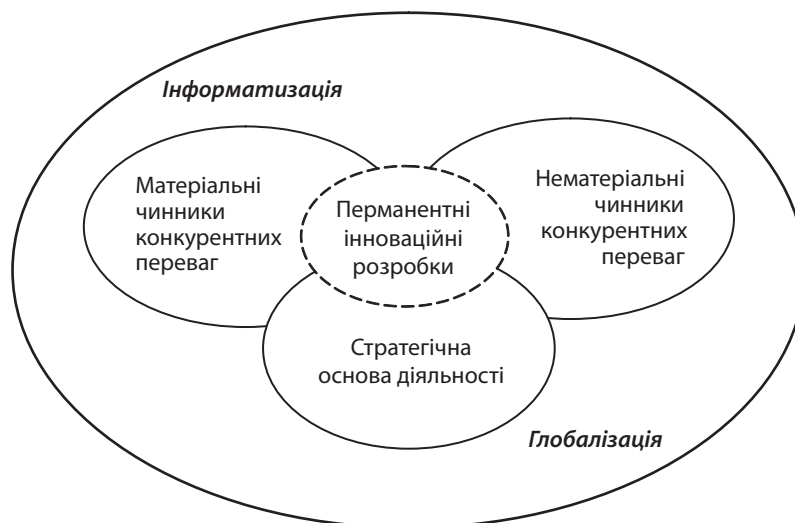 Інформатизація
Матеріальні
чинники
конкурентних
переваг
Перманентні
інноваційні
розробки
Нематеріальні
чинники
конкурентних
переваг
Стратегічна
основа діяльності
Глобалізація